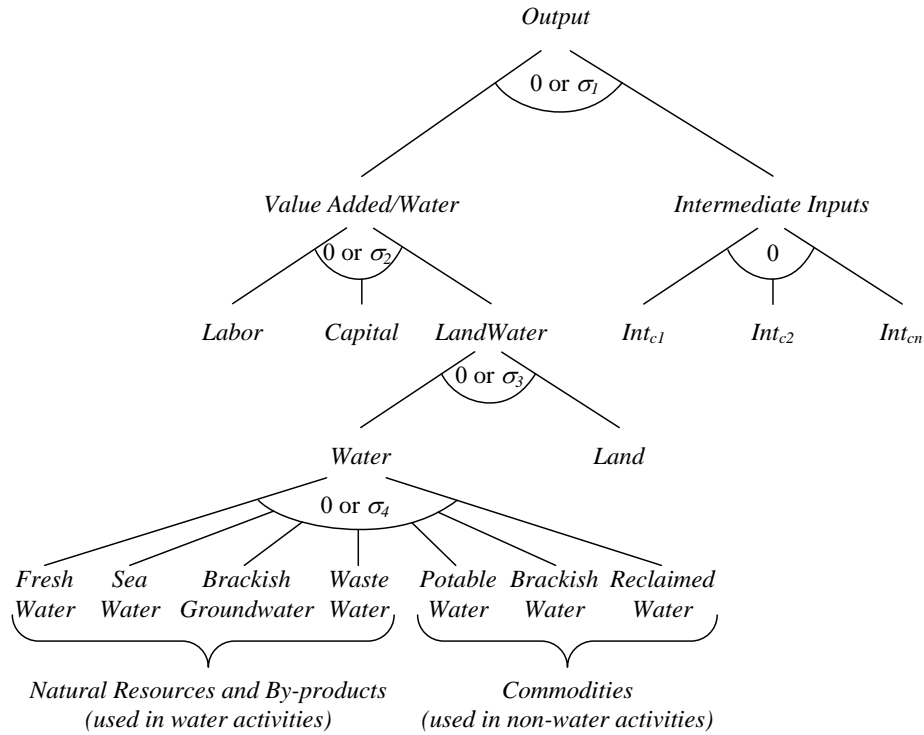 Output
0 or σ1
Value Added/Water Intermediate Inputs
0 or σ2 0
Labor Capital LandWater Intc1 Intc2 Intcn
0 or σ3
Water Land
0 or σ4
Fresh Sea Brackish Waste Potable Brackish Reclaimed
Water Water Groundwater Water Water Water Water
Natural Resources and By-products Commodities
(used in water activities) (used in non-water activities)